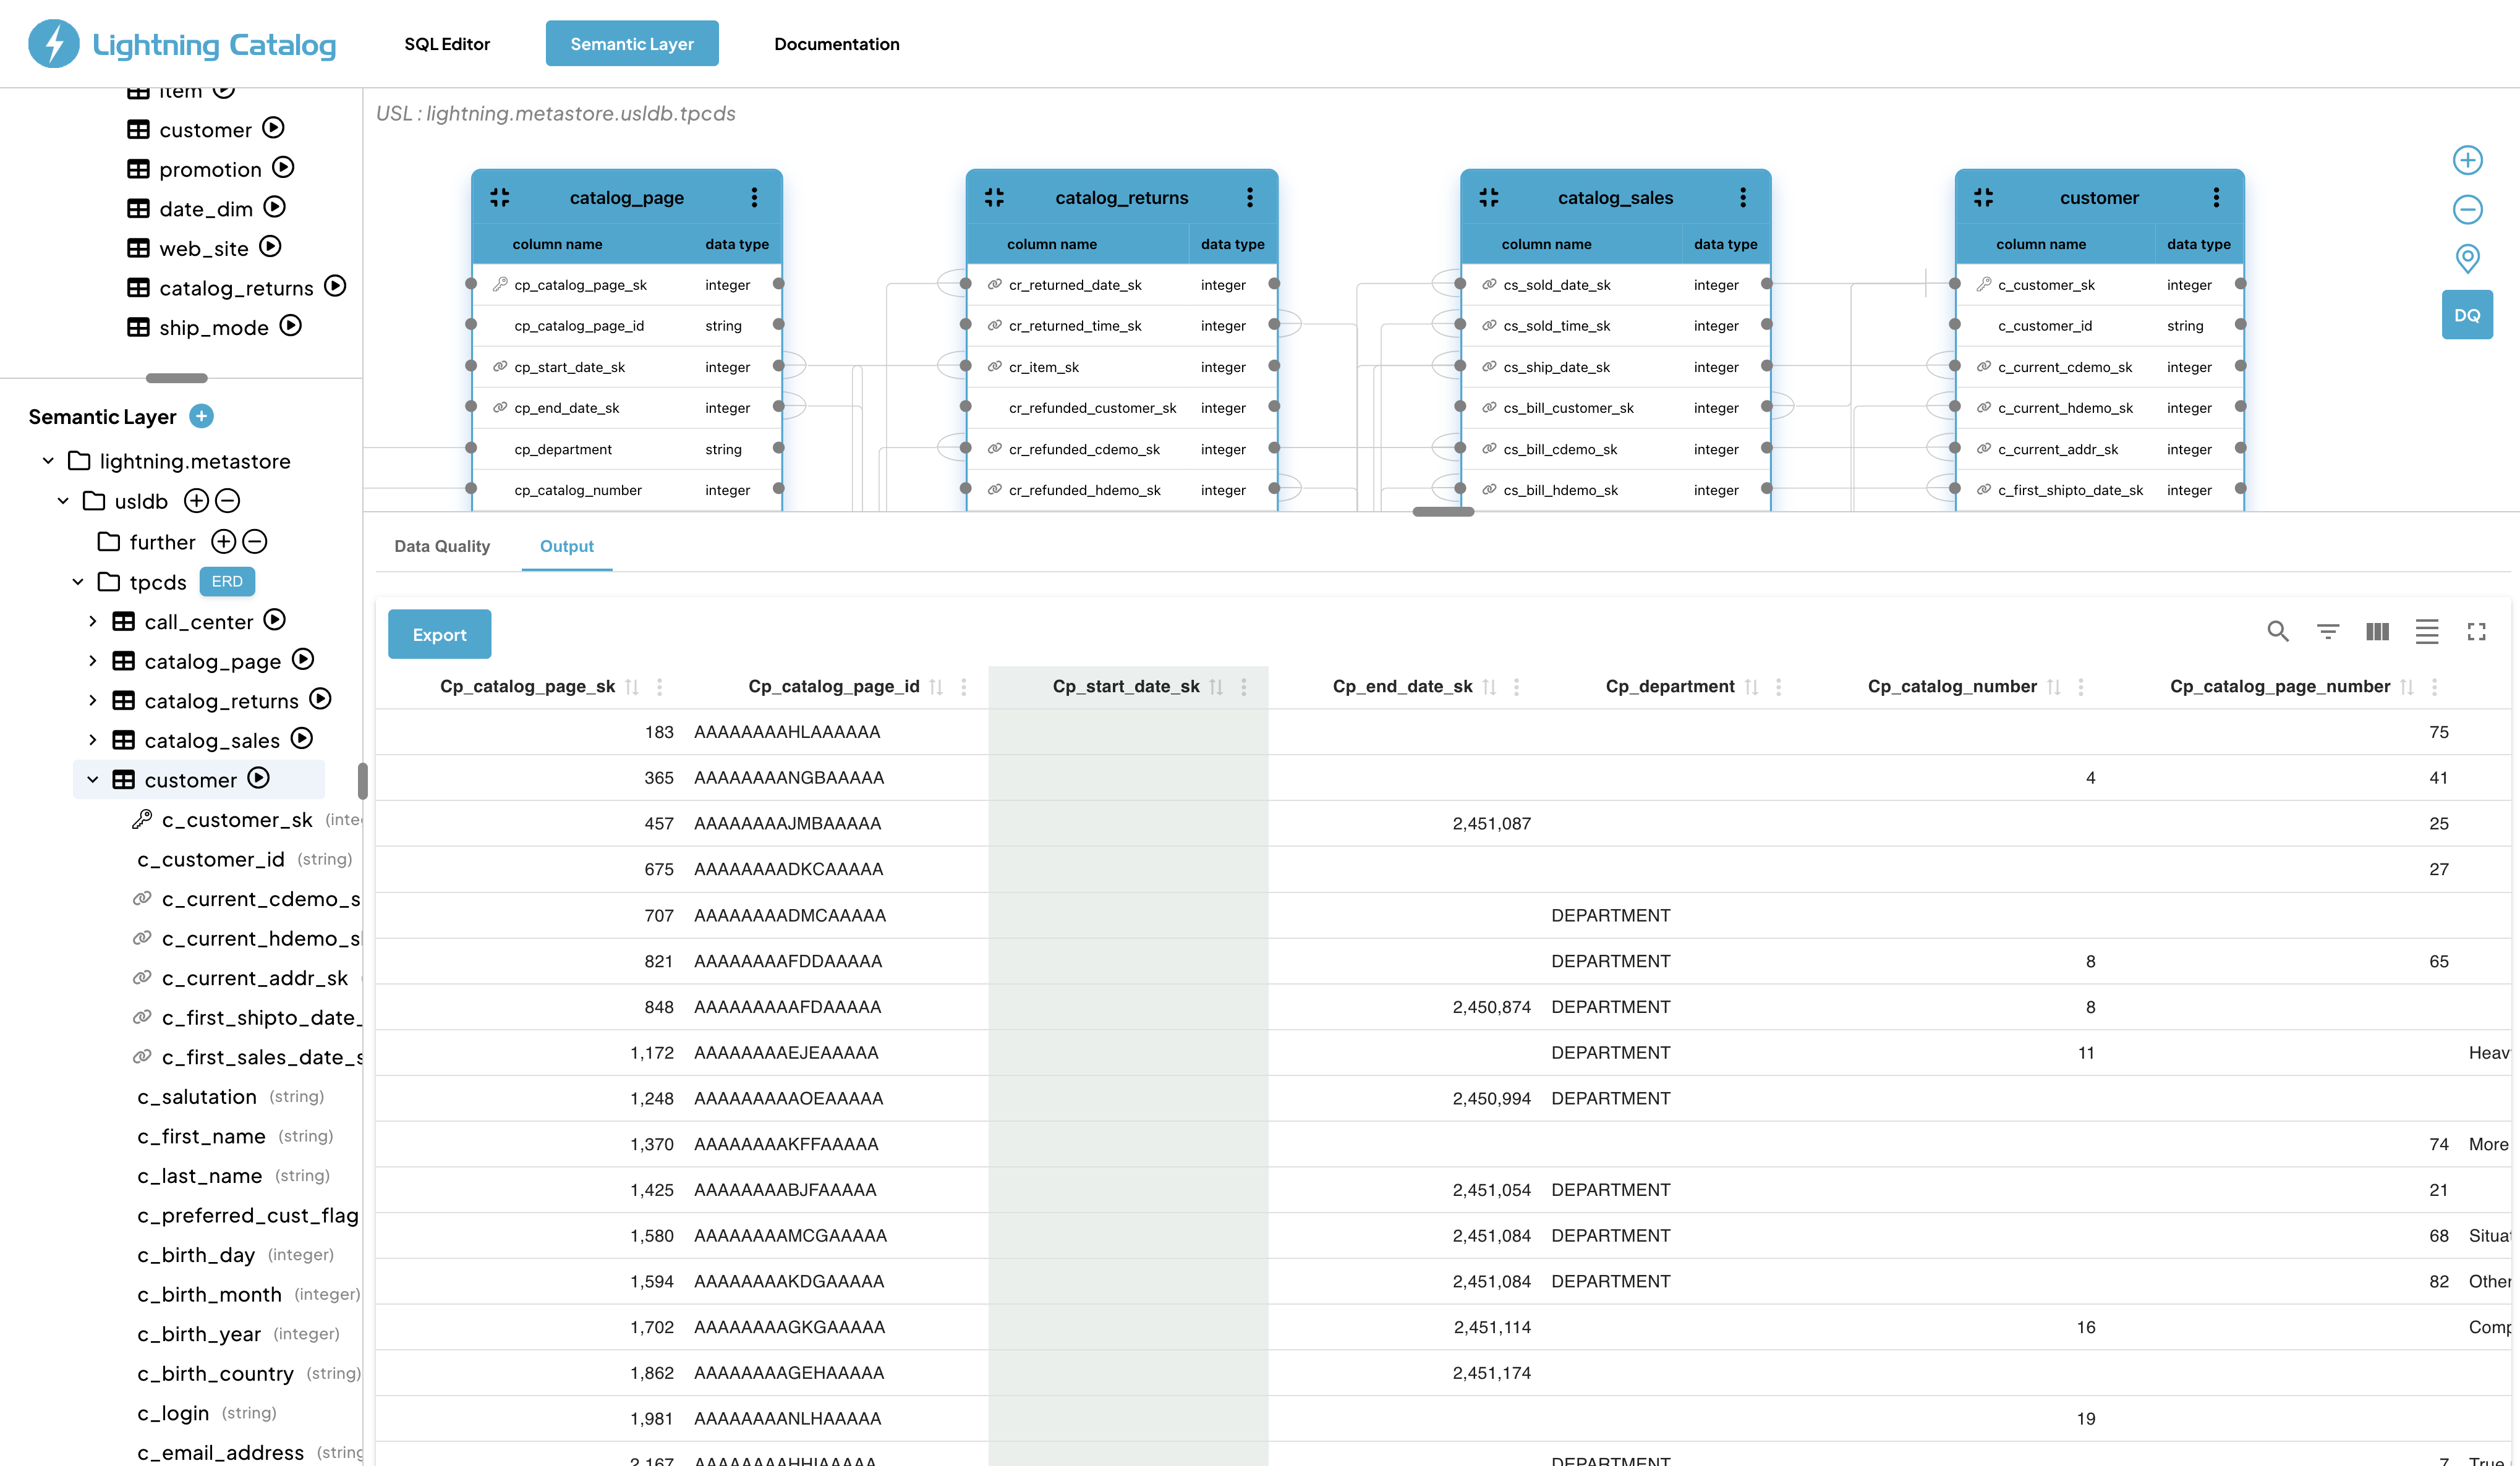 Lightning Catalog
SQL Editor
Semantic Layer
Documentation
item
customer
promotion
date_dim
web_site
catalog_returns
ship_mode
Semantic Layer
lightning.metastore
usldb
further
tpcds ERD
call_center
catalog_page
catalog_returns
catalog_sales
customer
c_customer_sk (inte
c_customer_id (string)
c_current_cdemo_s
c_current_hdemo_s
c_current_addr_sk
c_first_shipto_date_
c_first_sales_date_s
c_salutation (string)
c_first_name (string)
c_last_name (string)
c_preferred_cust_flag
c_birth_day (integer)
c_birth_month (integer)
c_birth_year (integer)
c_birth_country (string)
c_login (string)
c_email_address (string
USL : lightning.metastore.usldb.tpcds
catalog_page
column name data type
cp_catalog_page_sk integer
cp_catalog_page_id string
cp_start_date_sk integer
cp_end_date_sk integer
cp_department string
cp_catalog_number integer
catalog_returns
column name data type
cr_returned_date_sk integer
cr_returned_time_sk integer
cr_item_sk integer
cr_refunded_customer_sk integer
cr_refunded_cdemo_sk integer
cr_refunded_hdemo_sk integer
catalog_sales
column name data type
cs_sold_date_sk integer
cs_sold_time_sk integer
cs_ship_date_sk integer
cs_bill_customer_sk integer
cs_bill_cdemo_sk integer
cs_bill_hdemo_sk integer
customer
column name data type
c_customer_sk integer
c_customer_id string
c_current_cdemo_sk integer
c_current_hdemo_sk integer
c_current_addr_sk integer
c_first_shipto_date_sk integer
DQ
Data Quality Output
Export
Cp_catalog_page_sk Cp_catalog_page_id Cp_start_date_sk Cp_end_date_sk Cp_department Cp_catalog_number Cp_catalog_page_number
183 AAAAAAAAHLAAAAAA 75
365 AAAAAAAANGBAAAAA 4 41
457 AAAAAAAAJMBAAAAA 2,451,087 25
675 AAAAAAAADKCAAAAA 27
707 AAAAAAAADMCAAAAA DEPARTMENT
821 AAAAAAAAFDDAAAAA DEPARTMENT 8 65
848 AAAAAAAAAFDAAAAA 2,450,874 DEPARTMENT 8
1,172 AAAAAAAAEJEAAAAA DEPARTMENT 11 Heav
1,248 AAAAAAAAAOEAAAAA 2,450,994 DEPARTMENT
1,370 AAAAAAAAKFFAAAAA 74 More
1,425 AAAAAAAABJFAAAAA 2,451,054 DEPARTMENT 21
1,580 AAAAAAAAMCGAAAAA 2,451,084 DEPARTMENT 68 Situat
1,594 AAAAAAAAKDGAAAAA 2,451,084 DEPARTMENT 82 Other
1,702 AAAAAAAAGKGAAAAA 2,451,114 16 Comp
1,862 AAAAAAAAGEHAAAAA 2,451,174
1,981 AAAAAAAANLHAAAAA 19
2,167 AAAAAAAAHHIAAAAA DEPARTMENT 7 True